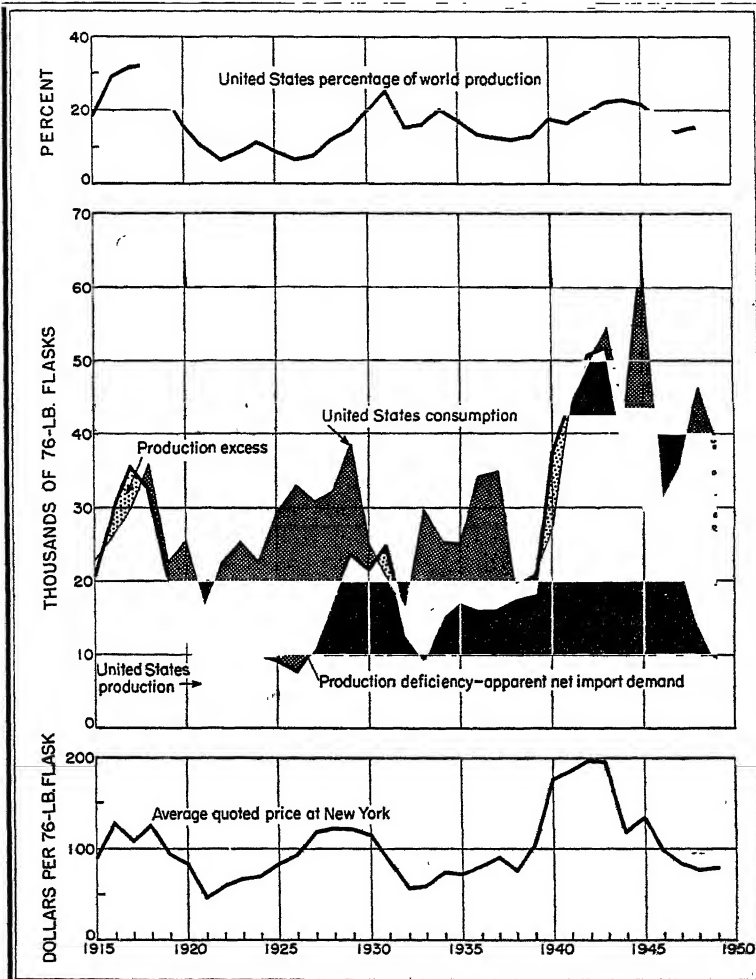 PERCENT
40
20
0
United States percentage of world production
THOUSANDS OF 76-LB. FLASKS
70
60
50
40
30
20
10
0
United States consumption
Production excess
United States
production
Production deficiency-apparent net import demand
DOLLARS PER 76-LB. FLASK
200
100
0
Average quoted price at New York
1915 1920 1925 1930 1935 1940 1945 1950